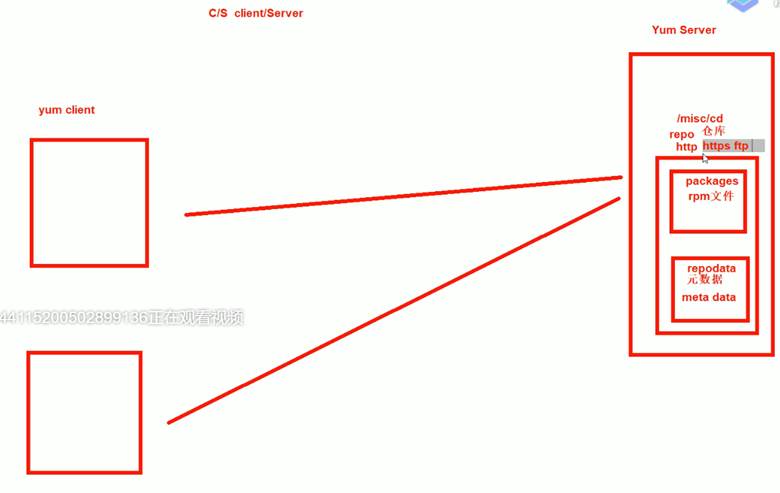 C/S client/Server
Yum Server
yum client
/misc/cd
repo 仓库
http https ftp
packages
rpm文件
repodata
元数据
meta data
44115200502899136正在观看视频